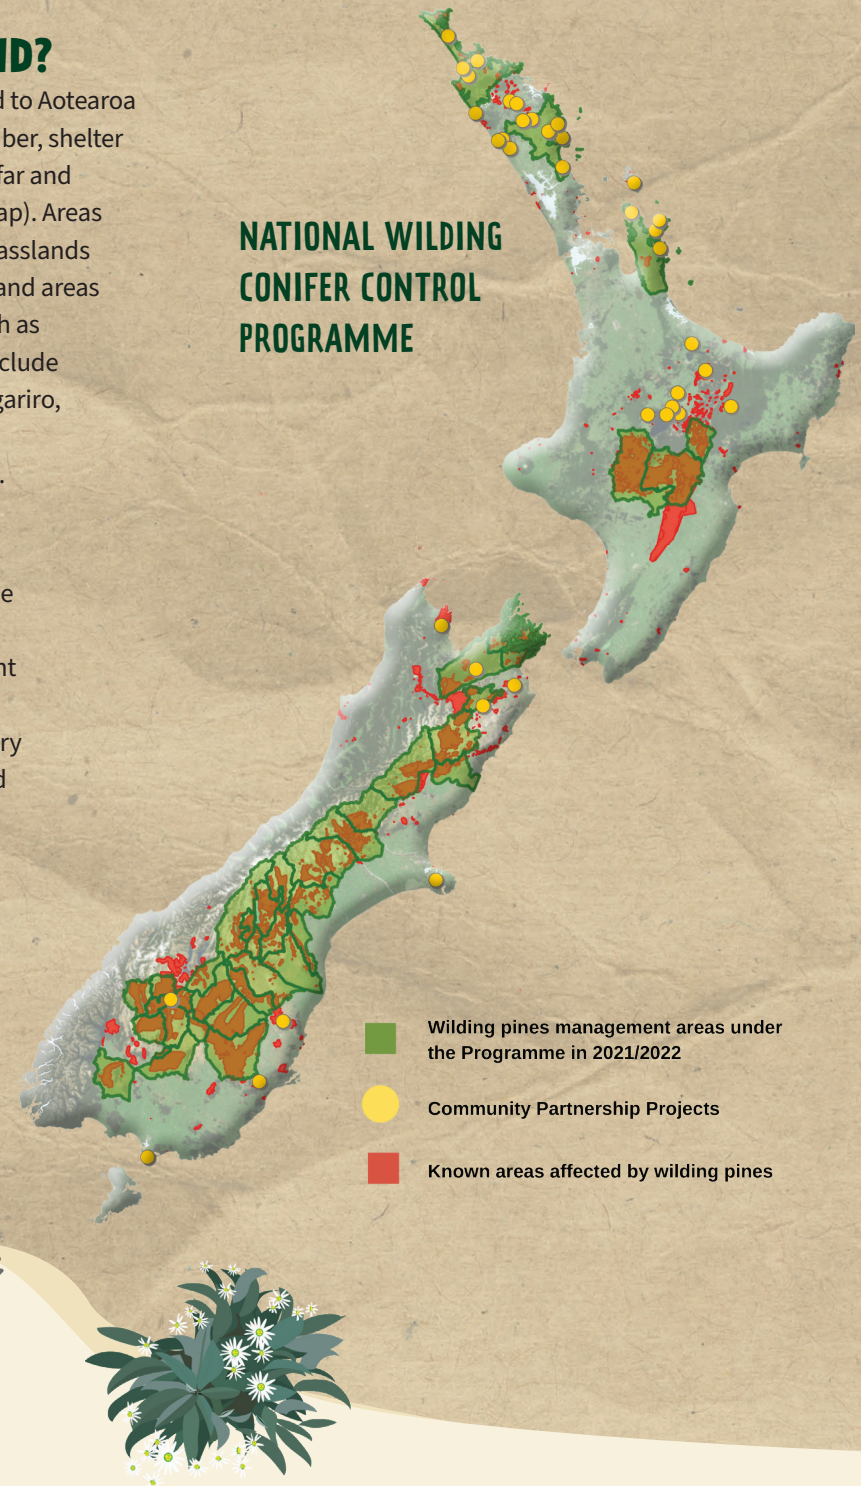 ND?
d to Aotearoa
ber, shelter
far and
ap). Areas
asslands
and areas
h as
clude
gariro,
.
e
nt
ry
d
NATIONAL WILDING
CONIFER CONTROL
PROGRAMME
Wilding pines management areas under
the Programme in 2021/2022
Community Partnership Projects
Known areas affected by wilding pines